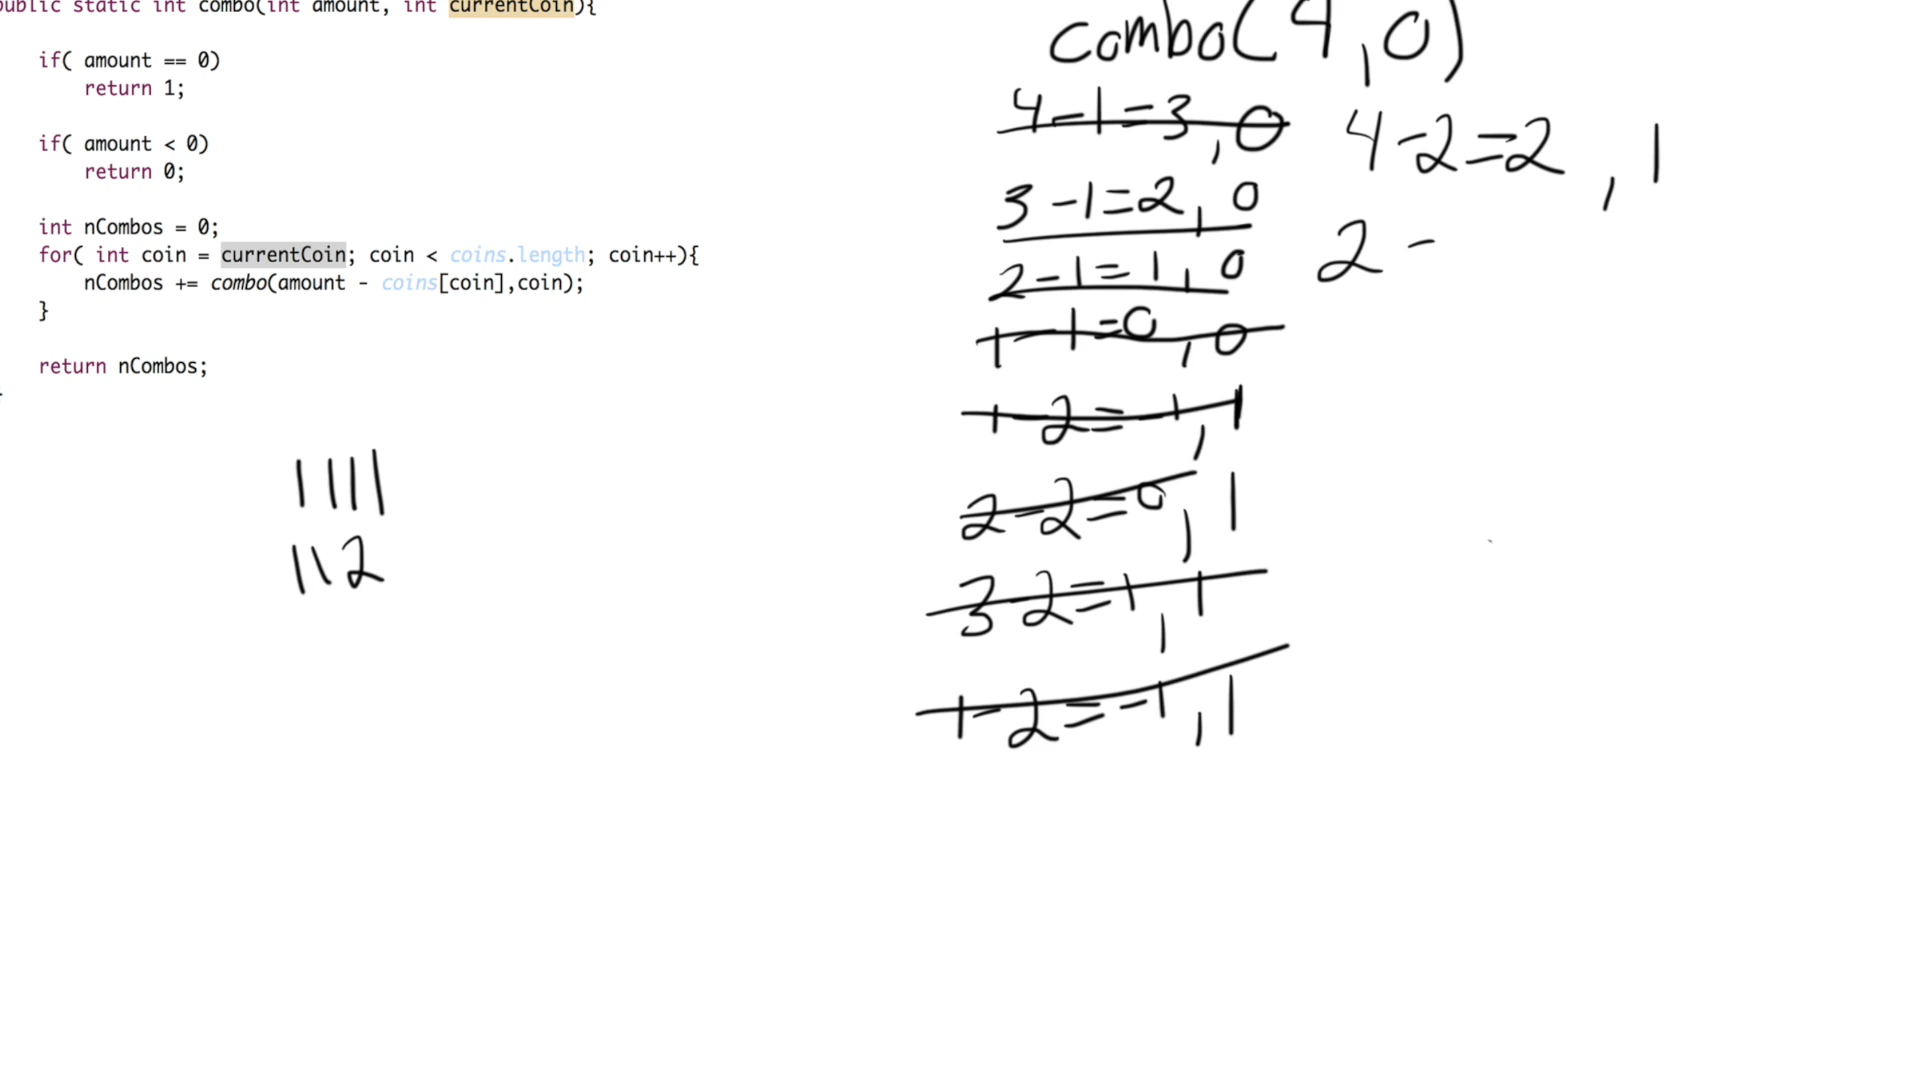 public static int combo(int amount, int currentCoin){
if( amount == 0)
return 1;
if( amount < 0)
return 0;
int nCombos = 0;
for( int coin = currentCoin; coin < coins.length; coin++){
nCombos += combo(amount - coins[coin],coin);
}
return nCombos;
1111
112
combo(4,0)
4-1=3,0
3-1=2,0
2-1=1,0
1-1=0,0
1-2=-1,1
2-2=0,1
3-2=1,1
1-2=-1,1
4-2=2,1
2-